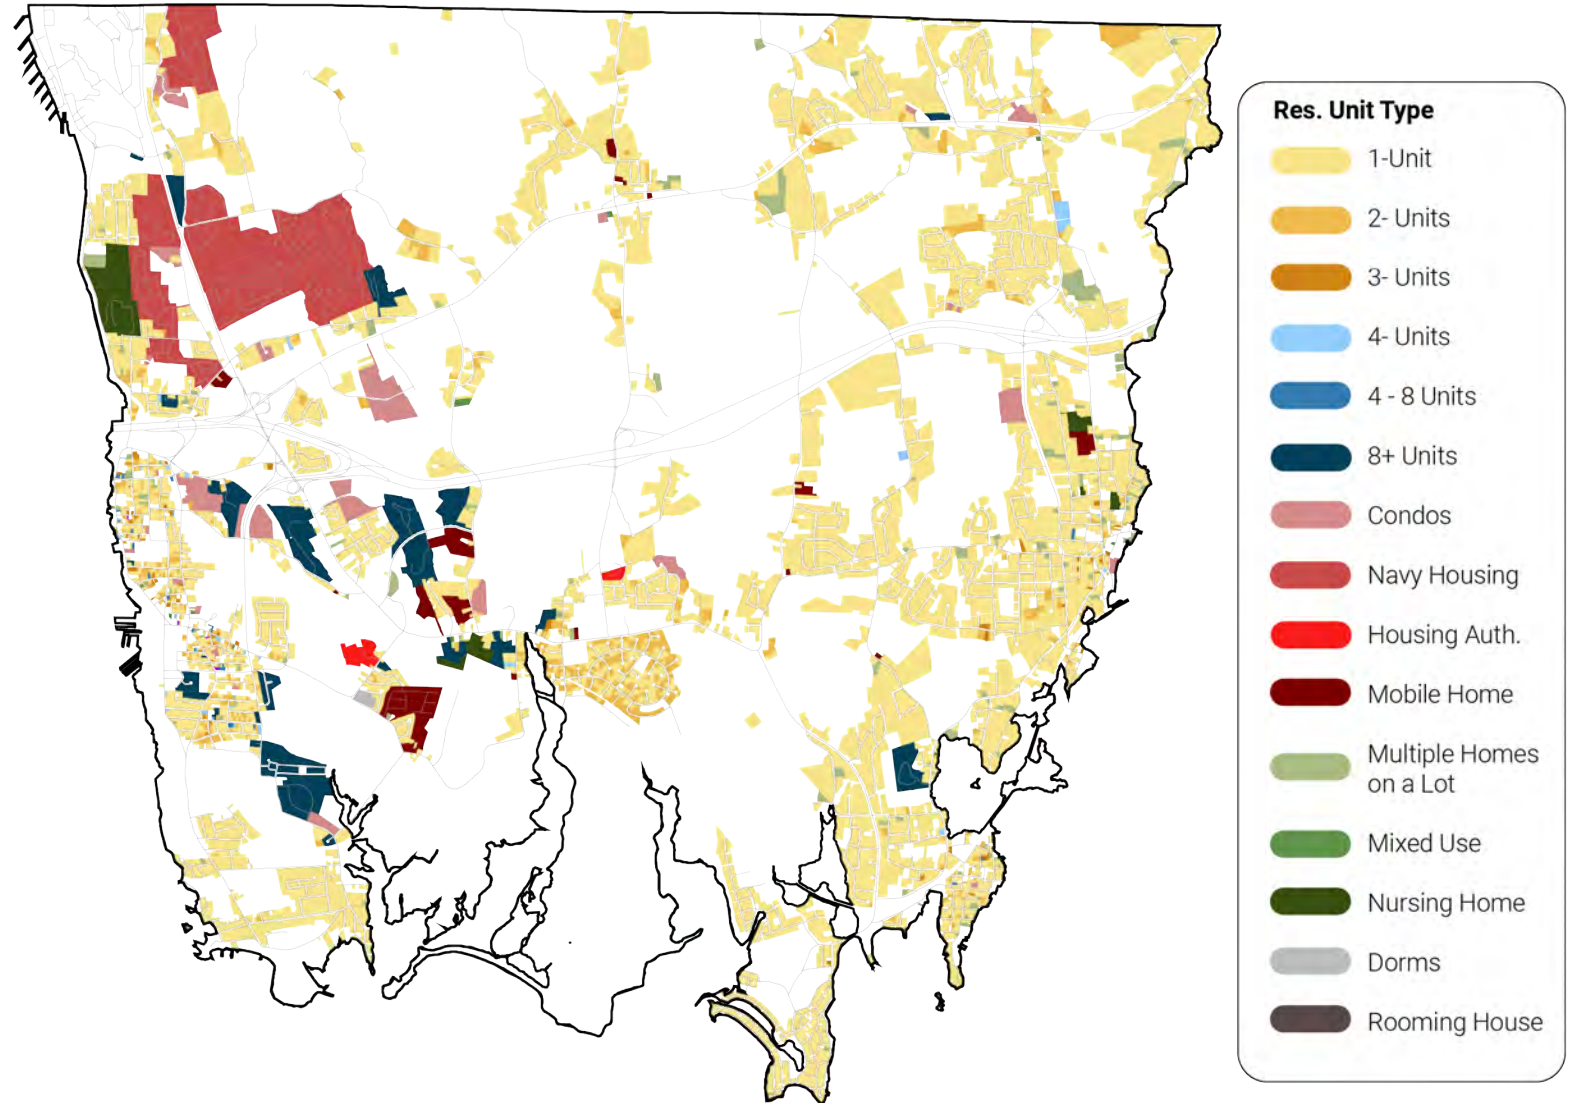 Res. Unit Type
1-Unit
2- Units
3- Units
4- Units
4 - 8 Units
8+ Units
Condos
Navy Housing
Housing Auth.
Mobile Home
Multiple Homes
on a Lot
Mixed Use
Nursing Home
Dorms
Rooming House